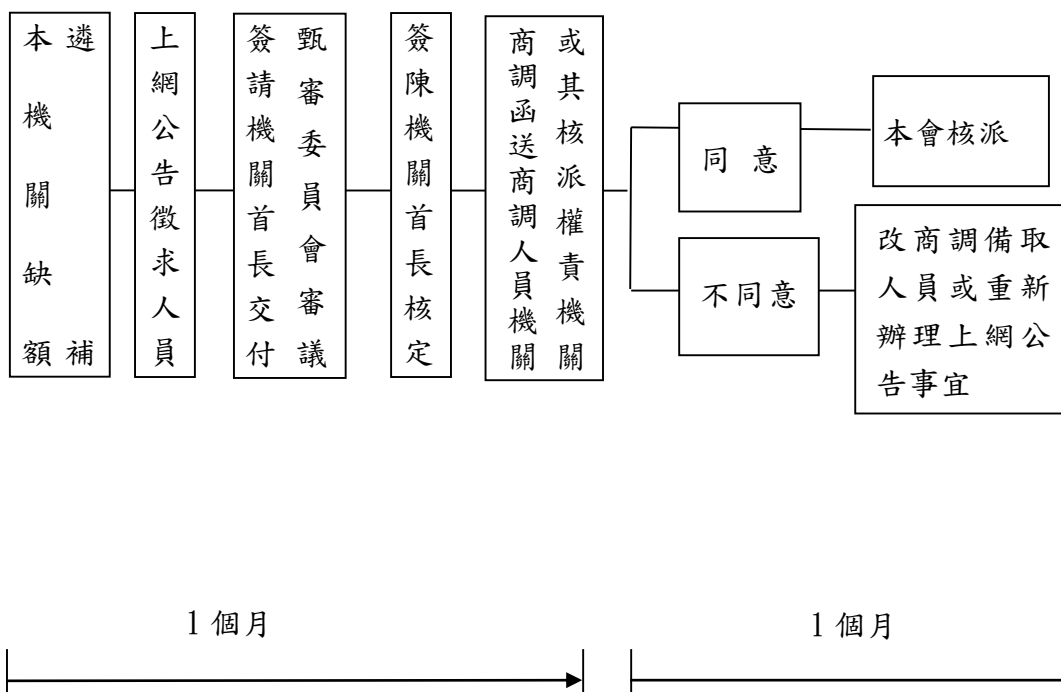 本機關缺額
遴補
上網公告徵求人員
簽請機關首長交付
甄審委員會審議
簽陳機關首長核定
商調函送商調人員機關
或其核派權責機關
同意
本會核派
不同意
改商調備取
人員或重新
辦理上網公
告事宜
1個月
1個月